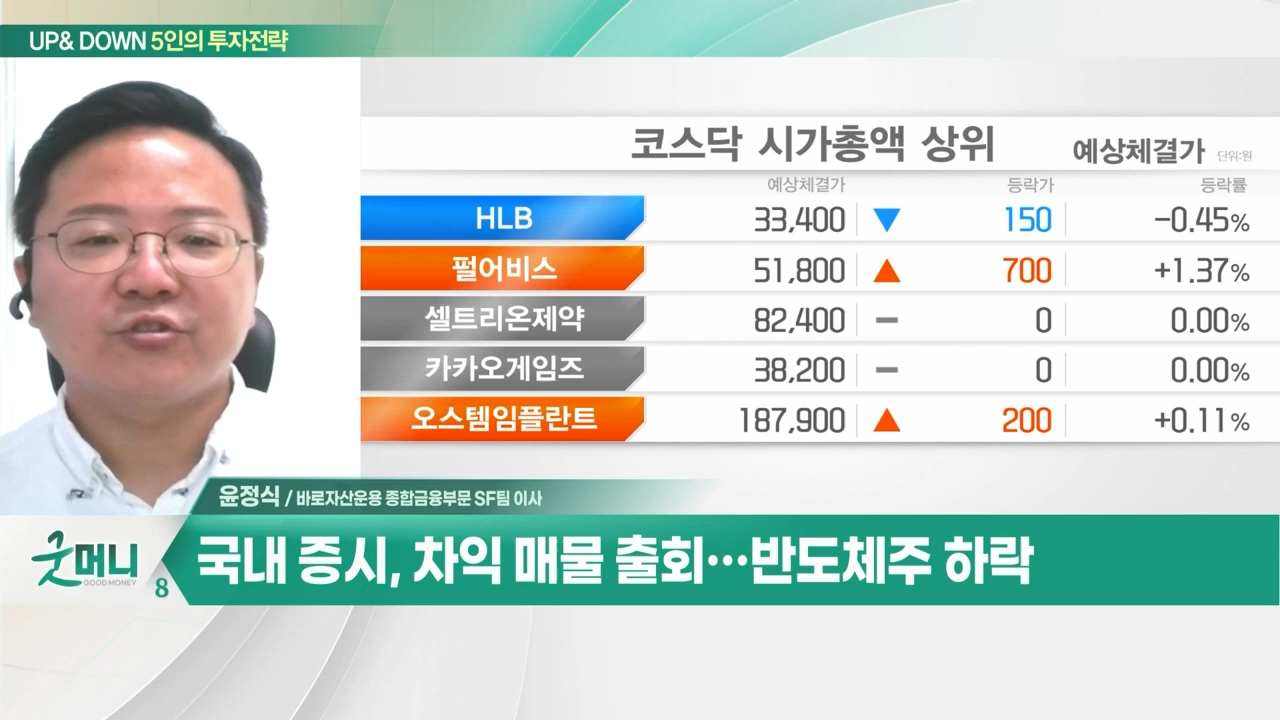 UP& DOWN 5인의 투자전략
코스닥 시가총액 상위 예상체결가 단위:원
예상체결가 등락가 등락률
HLB 33,400 ▼ 150 -0.45%
펄어비스 51,800 ▲ 700 +1.37%
셀트리온제약 82,400 - 0 0.00%
카카오게임즈 38,200 - 0 0.00%
오스템임플란트 187,900 ▲ 200 +0.11%
윤정식 / 바로자산운용 종합금융부문 SF팀 이사
굿머니
GOOD MONEY
8
국내 증시, 차익 매물 출회…반도체주 하락